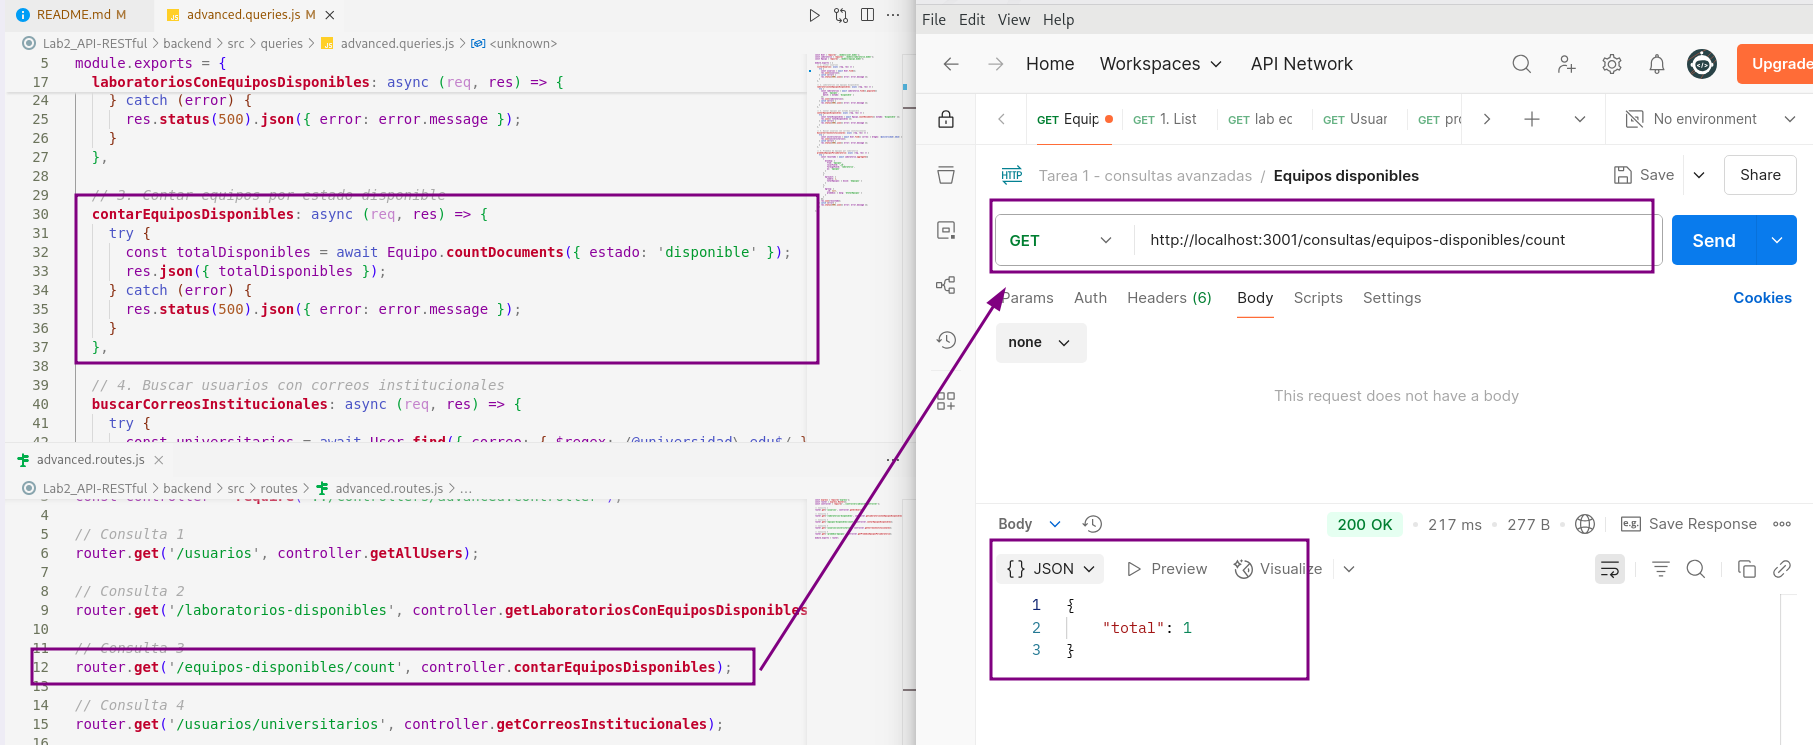 README.md M
advanced.queries.js M
Lab2_API-RESTful > backend > src > queries > advanced.queries.js > <unknown>
5 module.exports = {
17 laboratoriosConEquiposDisponibles: async (req, res) => {
24 } catch (error) {
25 res.status(500).json({ error: error.message });
26 }
27 },
28
29 // 3. Contar equipos por estado disponible
30 contarEquiposDisponibles: async (req, res) => {
31 try {
32 const totalDisponibles = await Equipo.countDocuments({ estado: 'disponible' });
33 res.json({ totalDisponibles });
34 } catch (error) {
35 res.status(500).json({ error: error.message });
36 }
37 },
38
39 // 4. Buscar usuarios con correos institucionales
40 buscarCorreosInstitucionales: async (req, res) => {
41 try {
42 const universitarios = await User.find({ correo: { $regex: /@universidad\.edu$/ }
advanced.routes.js
Lab2_API-RESTful > backend > src > routes > advanced.routes.js > ...
4
5 // Consulta 1
6 router.get('/usuarios', controller.getAllUsers);
7
8 // Consulta 2
9 router.get('/laboratorios-disponibles', controller.getLaboratoriosConEquiposDisponibles
10
11 // Consulta 3
12 router.get('/equipos-disponibles/count', controller.contarEquiposDisponibles);
13
14 // Consulta 4
15 router.get('/usuarios/universitarios', controller.getCorreosInstitucionales);
16
File Edit View Help
Home Workspaces API Network
Upgrade
GET Equip GET 1. List GET lab ec GET Usuar GET pro
No environment
HTTP Tarea 1 - consultas avanzadas / Equipos disponibles
Save Share
GET http://localhost:3001/consultas/equipos-disponibles/count
Send
Params Auth Headers (6) Body Scripts Settings
Cookies
none
This request does not have a body
Body
200 OK • 217 ms • 277 B
e.g. Save Response
{} JSON Preview Visualize
1 {
2 "total": 1
3 }